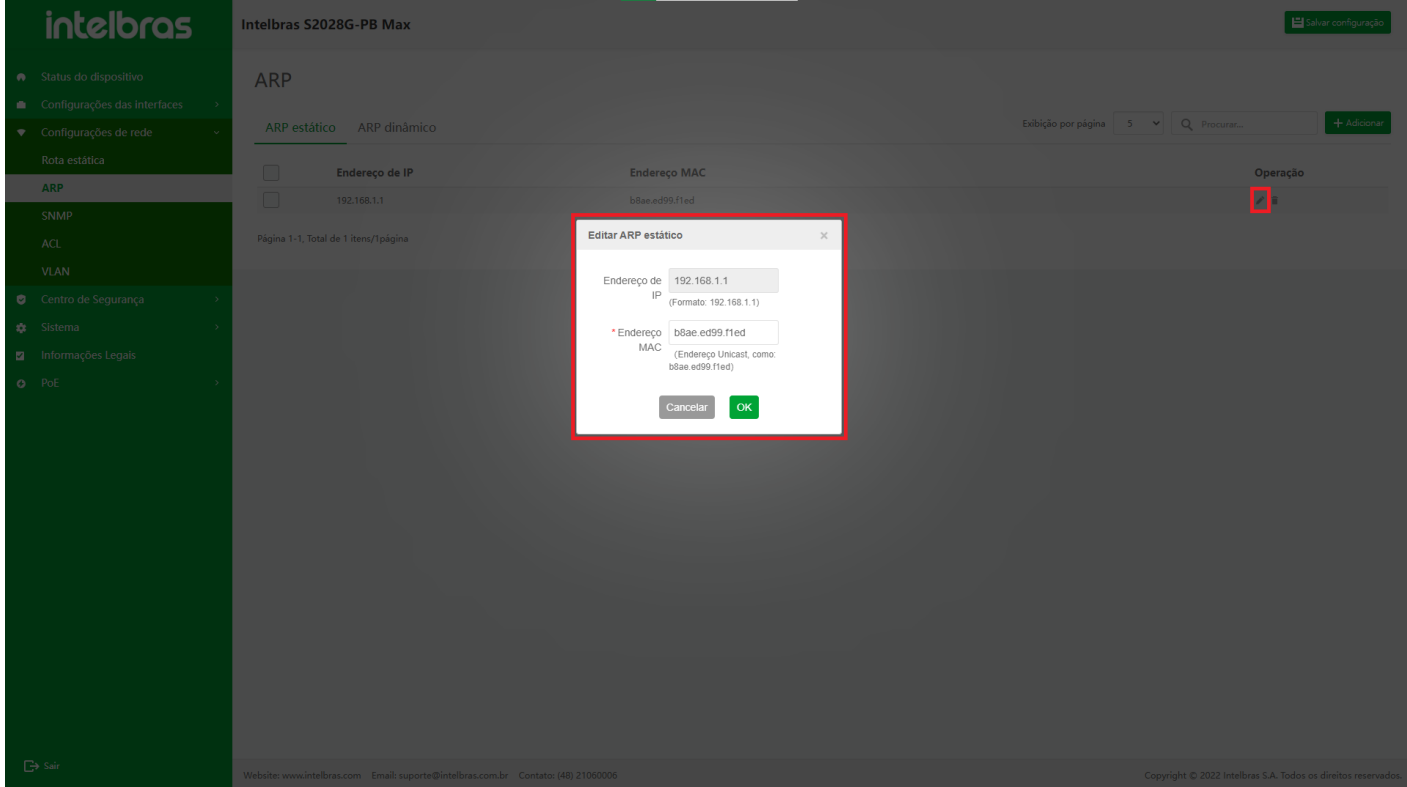 intelbras
Intelbras S2028G-PB Max
Salvar configuração
Status do dispositivo
Configurações das Interfaces
Configurações de rede
Rota estática
ARP
SNMP
ACL
VLAN
Centro de Segurança
Sistema
Informações Legais
PoE
Sair
ARP
ARP estático ARP dinâmico
Exibição por página 5 Procurar... + Adicionar
Endereço de IP Endereço MAC Operação
192.168.1.1 b8ae.ed99.f1ed
Página 1-1, Total de 1 itens/1página
Editar ARP estático ×
Endereço de IP 192.168.1.1
(Formato: 192.168.1.1)
* Endereço MAC b8ae.ed99.f1ed
(Endereço Unicast, como:
b8ae.ed99.f1ed)
Cancelar OK
Website: www.intelbras.com Email: suporte@intelbras.com.br Contato: (48) 21060006
Copyright © 2022 Intelbras S.A. Todos os direitos reservados.